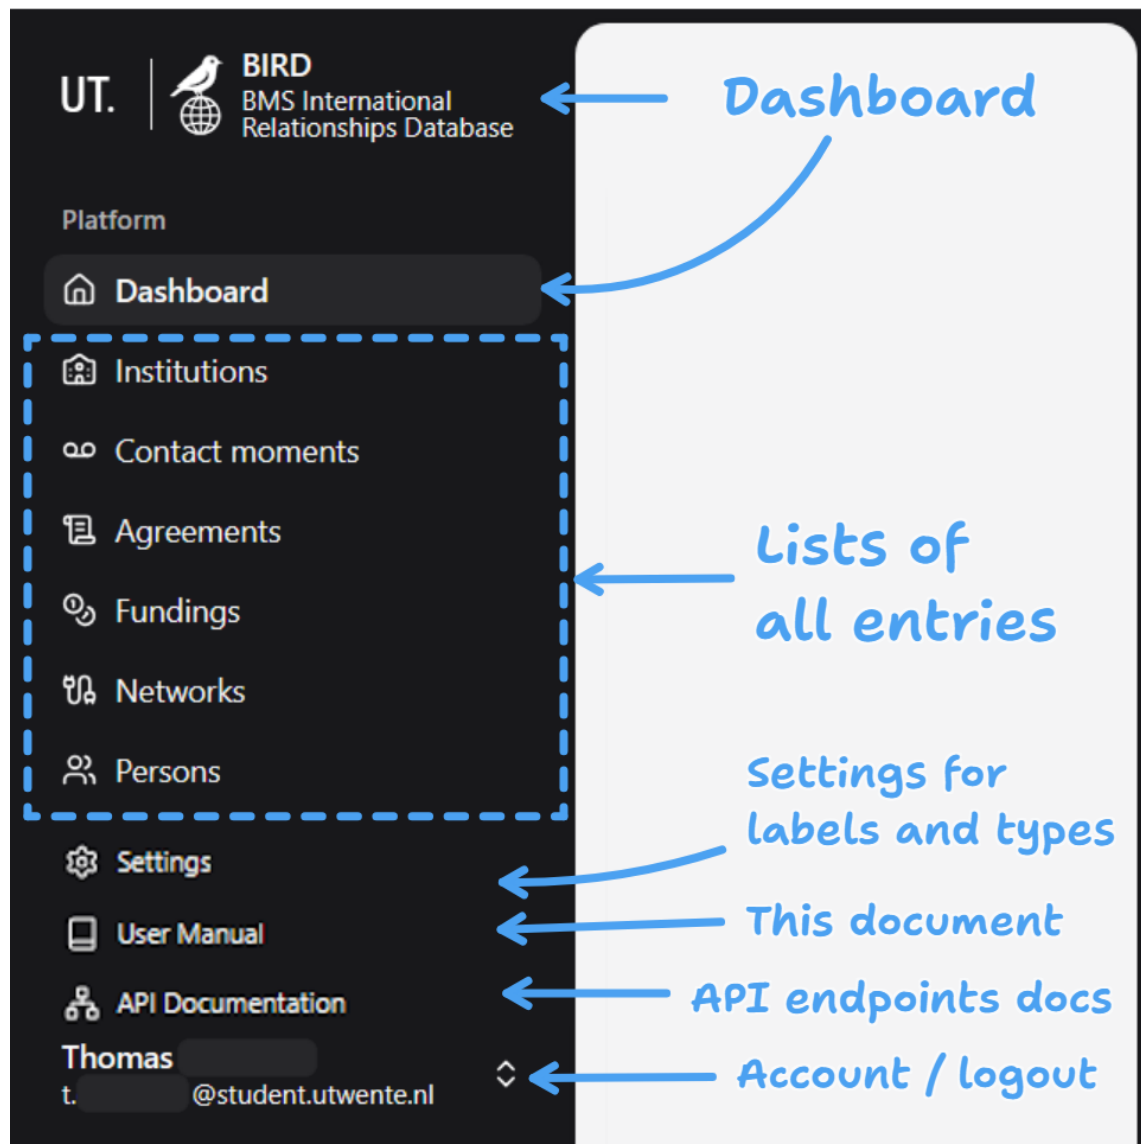 UT.
BIRD
BMS International
Relationships Database
Dashboard
Platform
Dashboard
Institutions
Contact moments
Agreements
Fundings
Networks
Persons
Lists of
all entries
Settings
Settings for
labels and types
User Manual
This document
API Documentation
API endpoints docs
Thomas
t. @student.utwente.nl
Account / logout